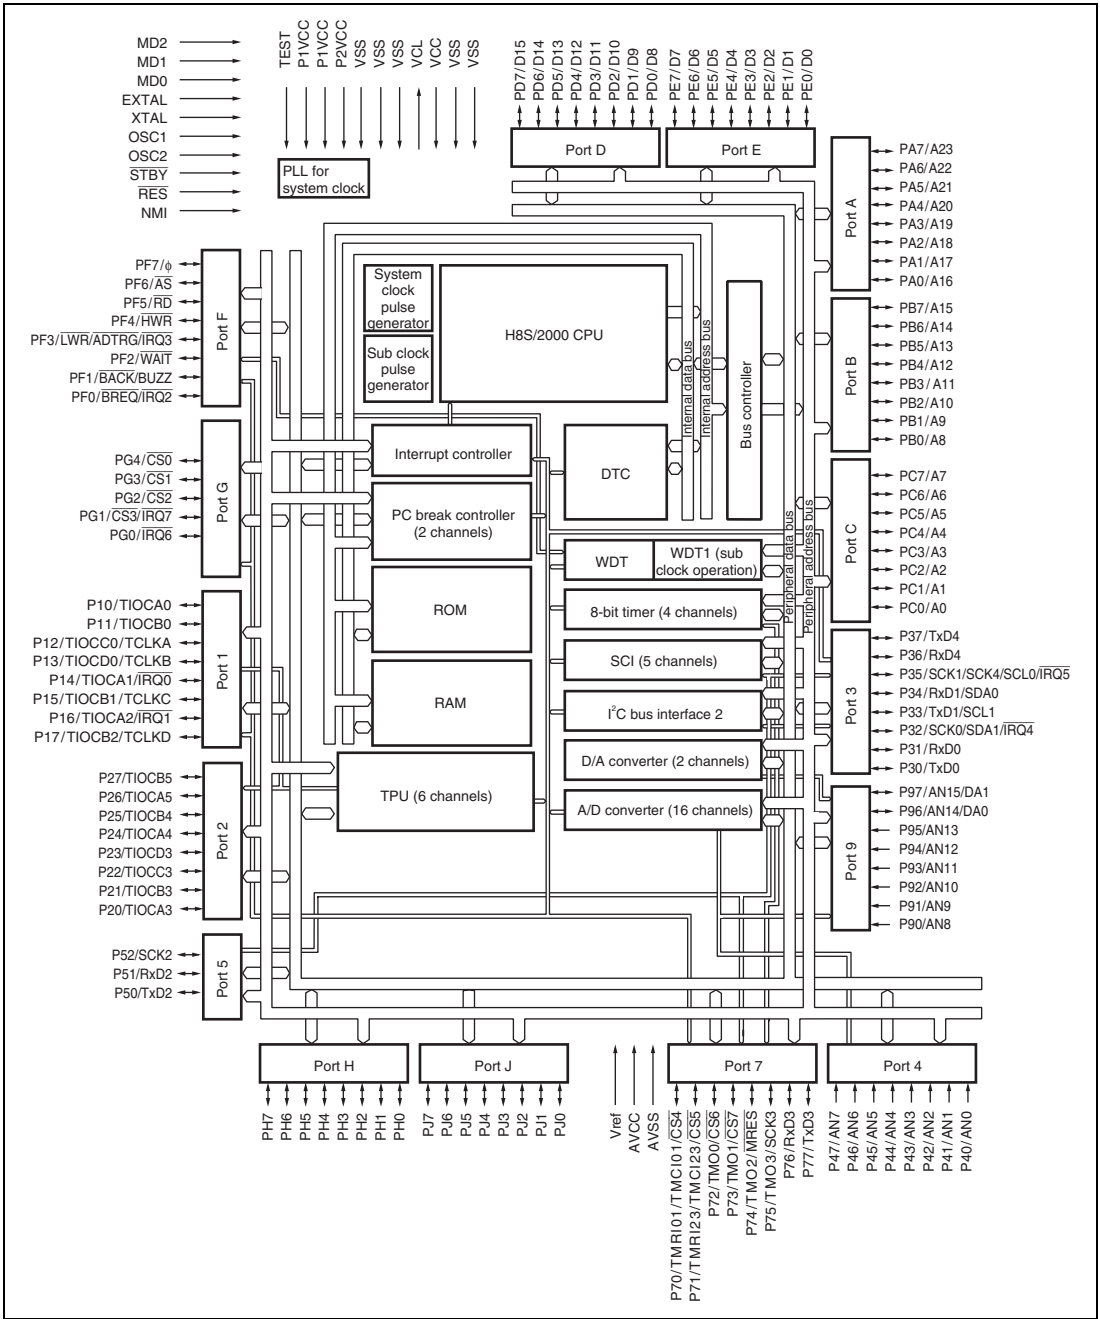 MD2
MD1
MD0
EXTAL
XTAL
OSC1
OSC2
STBY
RES
NMI
TEST
P1VCC
P1VCC
P2VCC
VSS
VSS
VSS
VCL
VCC
VSS
VSS
PLL for
system clock
PD7/D15
PD6/D14
PD5/D13
PD4/D12
PD3/D11
PD2/D10
PD1/D9
PD0/D8
PE7/D7
PE6/D6
PE5/D5
PE4/D4
PE3/D3
PE2/D2
PE1/D1
PE0/D0
Port D
Port E
Port A
PA7/A23
PA6/A22
PA5/A21
PA4/A20
PA3/A19
PA2/A18
PA1/A17
PA0/A16
PF7/ϕ
PF6/AS
PF5/RD
PF4/HWR
PF3/LWR/ADTRG/IRQ3
PF2/WAIT
PF1/BACK/BUZZ
PF0/BREQ/IRQ2
Port F
System
clock
pulse
generator
Sub clock
pulse
generator
H8S/2000 CPU
Internal data bus
Internal address bus
Bus controller
Port B
PB7/A15
PB6/A14
PB5/A13
PB4/A12
PB3/A11
PB2/A10
PB1/A9
PB0/A8
PG4/CS0
PG3/CS1
PG2/CS2
PG1/CS3/IRQ7
PG0/IRQ6
Port G
Interrupt controller
PC break controller
(2 channels)
DTC
Port C
PC7/A7
PC6/A6
PC5/A5
PC4/A4
PC3/A3
PC2/A2
PC1/A1
PC0/A0
Peripheral data bus
Peripheral address bus
WDT
WDT1 (sub
clock operation)
ROM
8-bit timer (4 channels)
P10/TIOCA0
P11/TIOCB0
P12/TIOCC0/TCLKA
P13/TIOCD0/TCLKB
P14/TIOCA1/IRQ0
P15/TIOCB1/TCLKC
P16/TIOCA2/IRQ1
P17/TIOCB2/TCLKD
Port 1
RAM
SCI (5 channels)
I²C bus interface 2
D/A converter (2 channels)
A/D converter (16 channels)
Port 3
P37/TxD4
P36/RxD4
P35/SCK1/SCK4/SCL0/IRQ5
P34/RxD1/SDA0
P33/TxD1/SCL1
P32/SCK0/SDA1/IRQ4
P31/RxD0
P30/TxD0
P27/TIOCB5
P26/TIOCA5
P25/TIOCB4
P24/TIOCA4
P23/TIOCD3
P22/TIOCC3
P21/TIOCB3
P20/TIOCA3
Port 2
TPU (6 channels)
Port 9
P97/AN15/DA1
P96/AN14/DA0
P95/AN13
P94/AN12
P93/AN11
P92/AN10
P91/AN9
P90/AN8
P52/SCK2
P51/RxD2
P50/TxD2
Port 5
Port H
Port J
Port 7
Port 4
PH7
PH6
PH5
PH4
PH3
PH2
PH1
PH0
PJ7
PJ6
PJ5
PJ4
PJ3
PJ2
PJ1
PJ0
Vref
AVCC
AVSS
P70/TMRI01/TMCI01/CS4
P71/TMRI23/TMCI23/CS5
P72/TMO0/CS6
P73/TMO1/CS7
P74/TMO2/MRES
P75/TMO3/SCK3
P76/RxD3
P77/TxD3
P47/AN7
P46/AN6
P45/AN5
P44/AN4
P43/AN3
P42/AN2
P41/AN1
P40/AN0